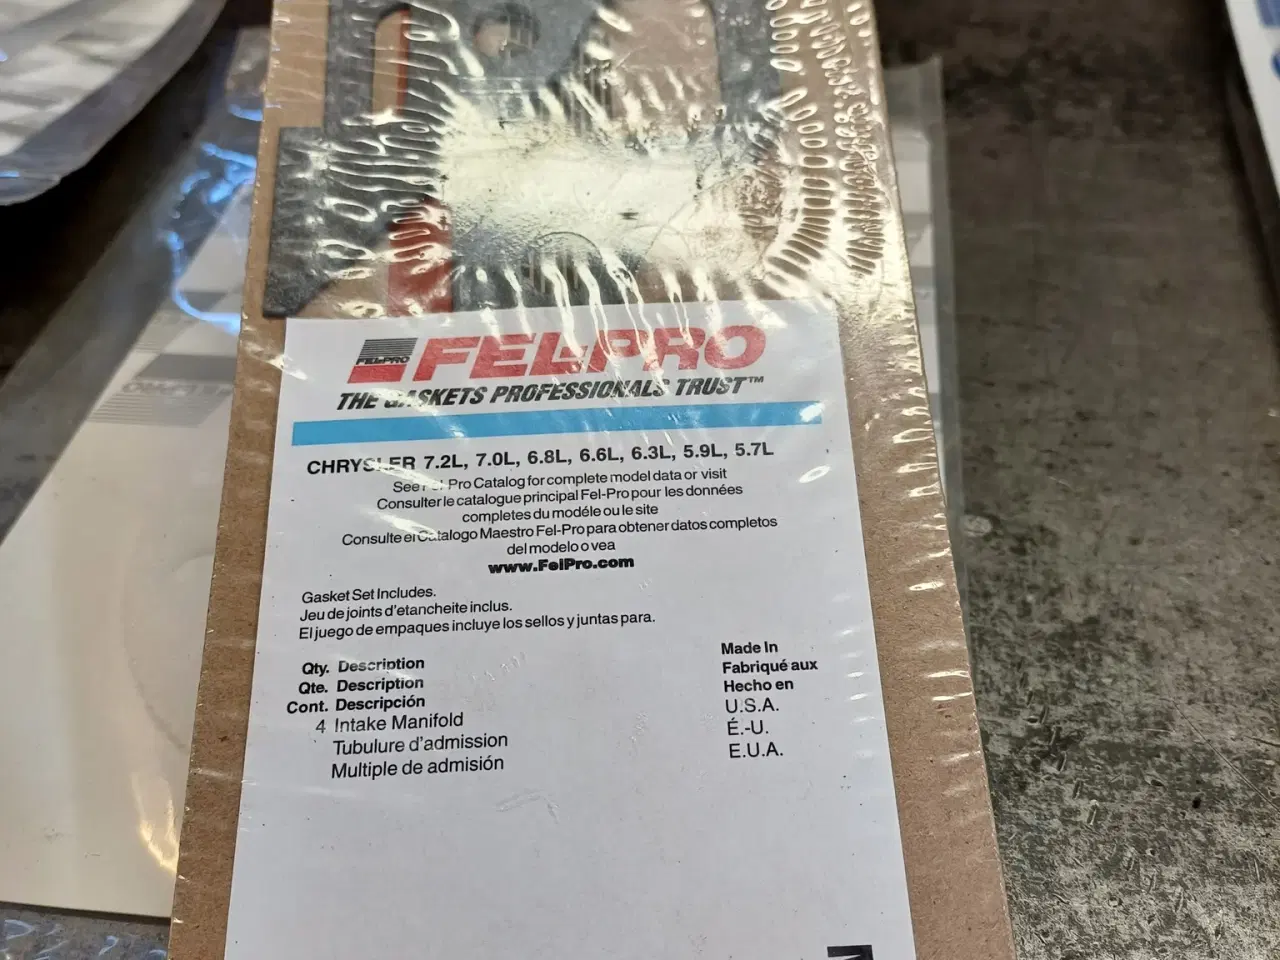 FEL-PRO
FEL-PRO
THE GASKETS PROFESSIONALS TRUST™
CHRYSLER 7.2L, 7.0L, 6.8L, 6.6L, 6.3L, 5.9L, 5.7L
See Fel-Pro Catalog for complete model data or visit
Consulter le catalogue principal Fel-Pro pour les données
completes du modéle ou le site
Consulte el Catalogo Maestro Fel-Pro para obtener datos completos
del modelo o vea
www.FelPro.com
Gasket Set Includes.
Jeu de joints d'etancheite inclus.
El juego de empaques incluye los sellos y juntas para.
Qty. Description
Qte. Description
Cont. Descripción
4 Intake Manifold
Tubulure d'admission
Multiple de admisión
Made In
Fabriqué aux
Hecho en
U.S.A.
É.-U.
E.U.A.